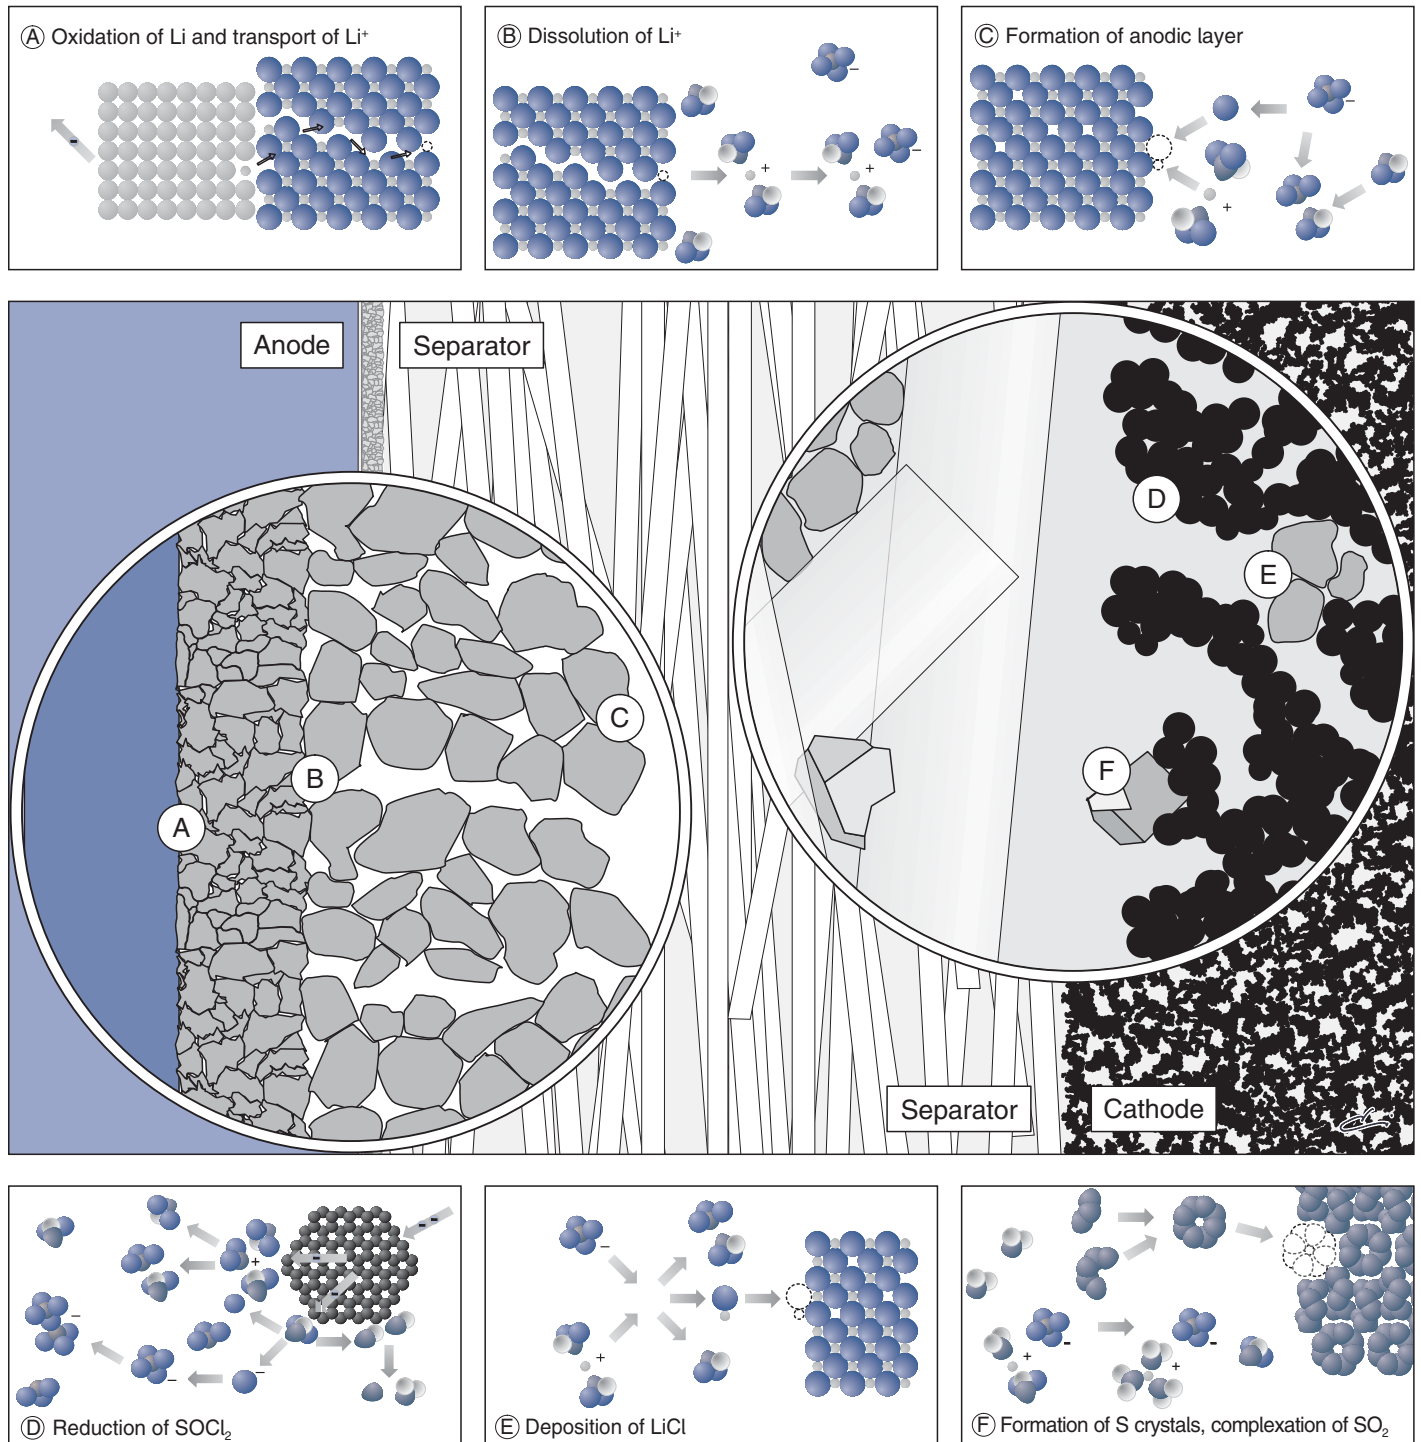 Ⓐ Oxidation of Li and transport of Li⁺
Ⓑ Dissolution of Li⁺
Ⓒ Formation of anodic layer
-
+
+
-
-
-
+
Anode
Separator
A
B
C
D
E
F
Separator
Cathode
- -
-
-
+
-
-
-
Ⓓ Reduction of SOCl₂
-
+
Ⓔ Deposition of LiCl
-
-
+
+
Ⓕ Formation of S crystals, complexation of SO₂